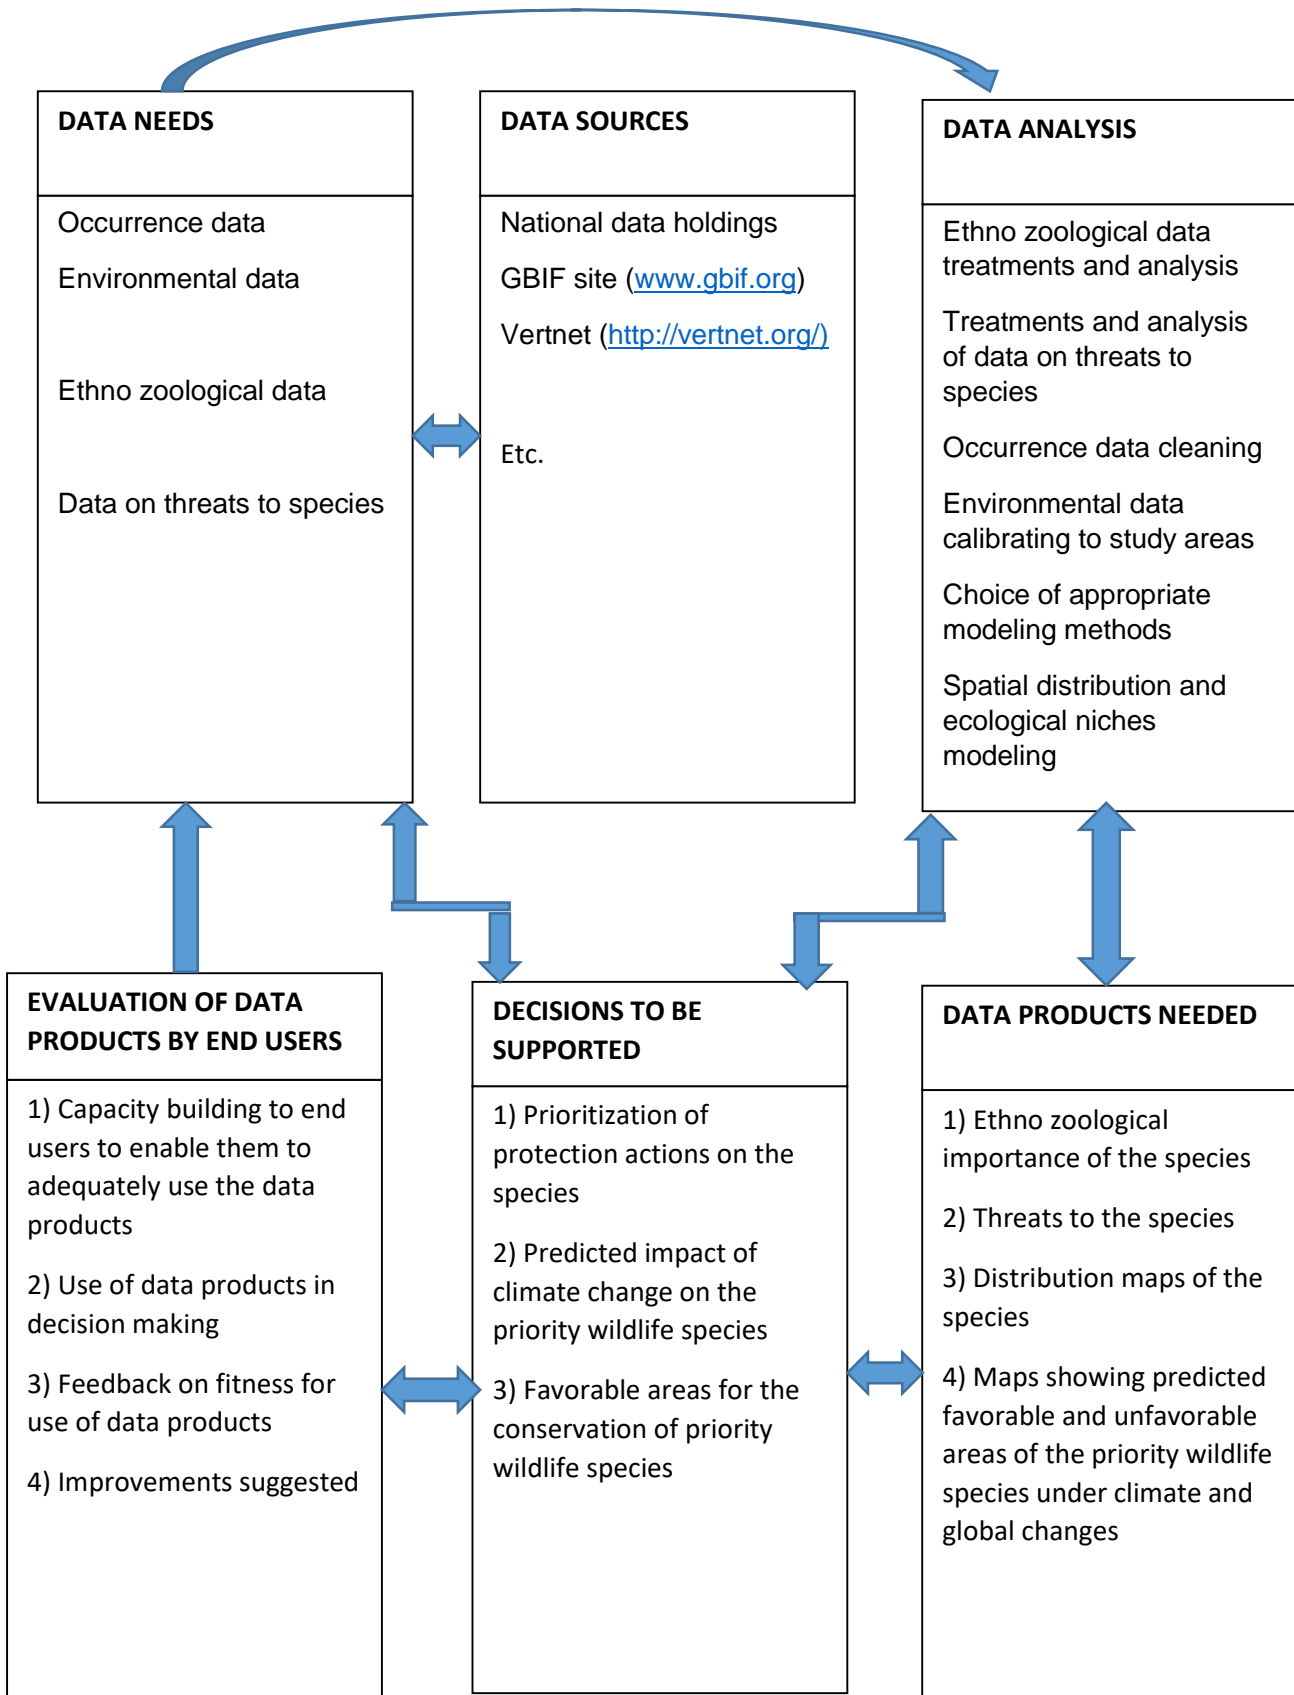 DATA NEEDS
Occurrence data
Environmental data
Ethno zoological data
Data on threats to species
DATA SOURCES
National data holdings
GBIF site (www.gbif.org)
Vertnet (http://vertnet.org/)
Etc.
DATA ANALYSIS
Ethno zoological data
treatments and analysis
Treatments and analysis
of data on threats to
species
Occurrence data cleaning
Environmental data
calibrating to study areas
Choice of appropriate
modeling methods
Spatial distribution and
ecological niches
modeling
EVALUATION OF DATA
PRODUCTS BY END USERS
1) Capacity building to end
users to enable them to
adequately use the data
products
2) Use of data products in
decision making
3) Feedback on fitness for
use of data products
4) Improvements suggested
DECISIONS TO BE
SUPPORTED
1) Prioritization of
protection actions on the
species
2) Predicted impact of
climate change on the
priority wildlife species
3) Favorable areas for the
conservation of priority
wildlife species
DATA PRODUCTS NEEDED
1) Ethno zoological
importance of the species
2) Threats to the species
3) Distribution maps of the
species
4) Maps showing predicted
favorable and unfavorable
areas of the priority wildlife
species under climate and
global changes